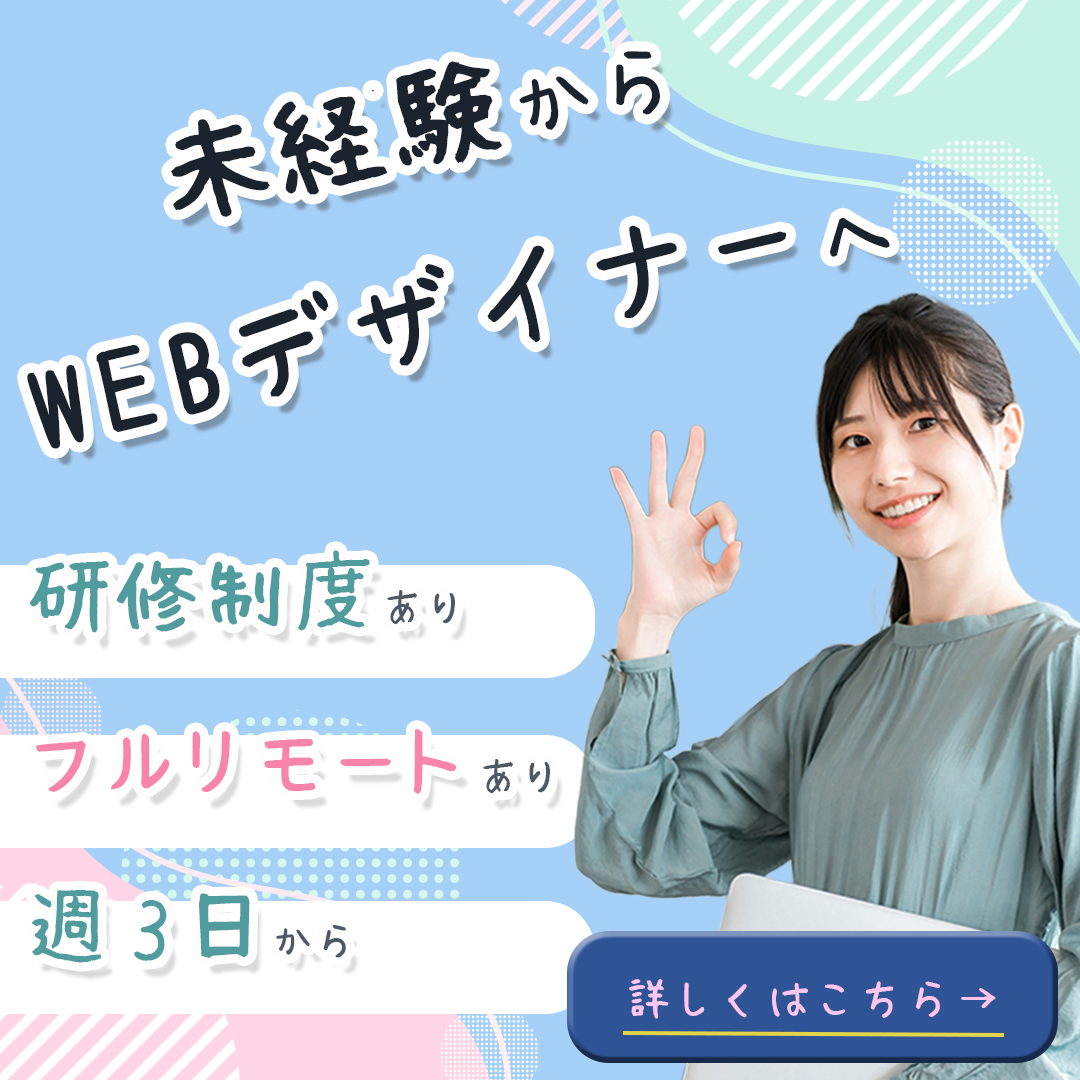 未経験から
WEBデザイナーへ
研修制度あり
フルリモートあり
週3日から
詳しくはこちら→